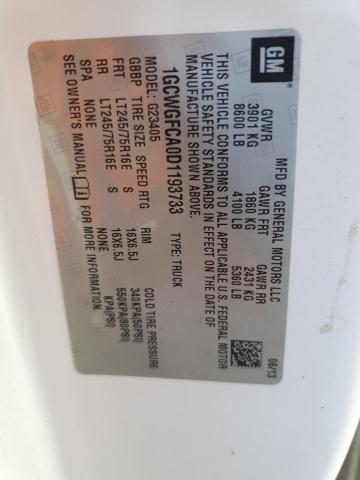 GM
MFD BY GENERAL MOTORS LLC
06/13
GVWR GAWR FRT GAWR RR
3901 KG 1860 KG 2431 KG
8600 LB 4100 LB 5360 LB
THIS VEHICLE CONFORMS TO ALL APPLICABLE U.S. FEDERAL MOTOR
VEHICLE SAFETY STANDARDS IN EFFECT ON THE DATE OF
MANUFACTURE SHOWN ABOVE.
1GCWGFCA0D1193733 TYPE: TRUCK
MODEL: G23405
GBBP TIRE SIZE SPEED RTG RIM COLD TIRE PRESSURE
FRT LT245/75R16E S 16X6.5J 340KPA(50PSI)
RR LT245/75R16E S 16X6.5J 550KPA(80PSI)
SPA NONE NONE KPA(PSI)
SEE OWNER'S MANUAL